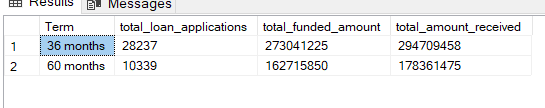 Results Messages
Term total_loan_applications total_funded_amount total_amount_received
1 36 months 28237 273041225 294709458
2 60 months 10339 162715850 178361475